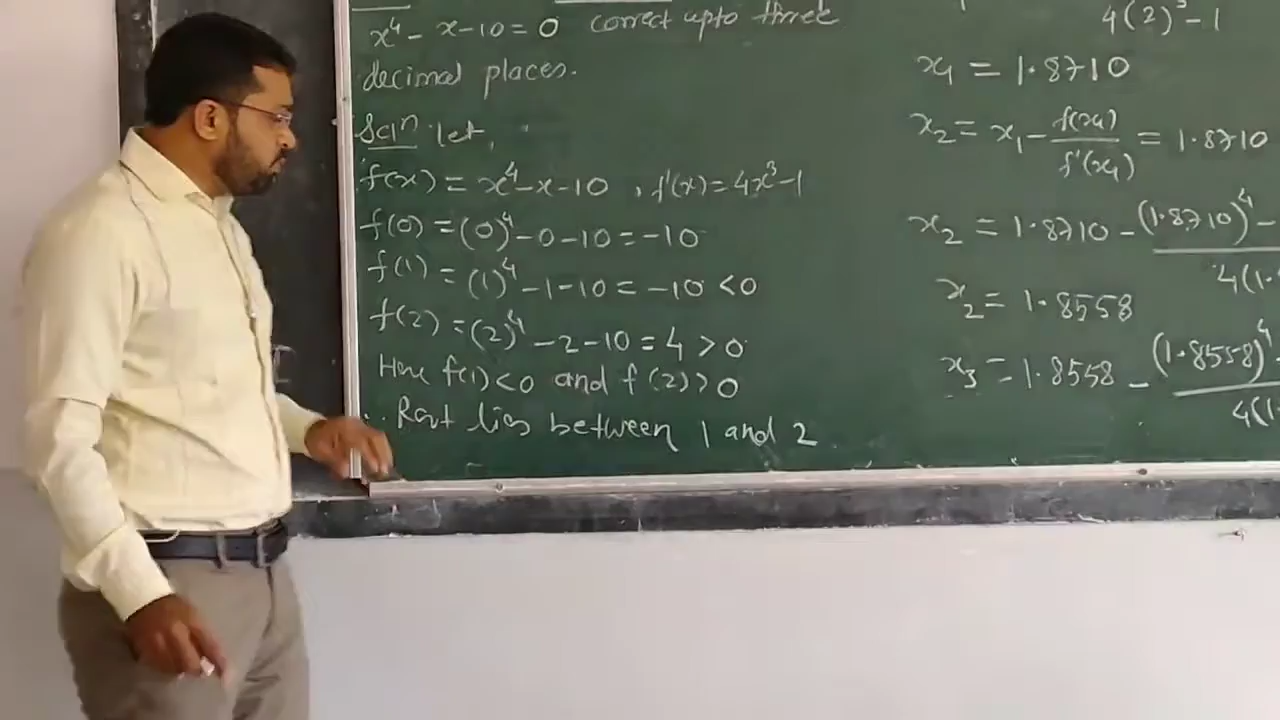 x⁴ - x - 10 = 0 correct upto three
decimal places.
Solⁿ let,
f(x) = x⁴ - x - 10 , f'(x) = 4x³ - 1
f(0) = (0)⁴ - 0 - 10 = -10
f(1) = (1)⁴ - 1 - 10 = -10 < 0
f(2) = (2)⁴ - 2 - 10 = 4 > 0
Here f(1) < 0 and f(2) > 0
∴ Root lies between 1 and 2
4(2)³ - 1
x₁ = 1.8710
x₂ = x₁ - f(x₁)/f'(x₁) = 1.8710
x₂ = 1.8710 - (1.8710)⁴ -
4(1.
x₂ = 1.8558
x₃ = 1.8558 - (1.8558)⁴
4(1.